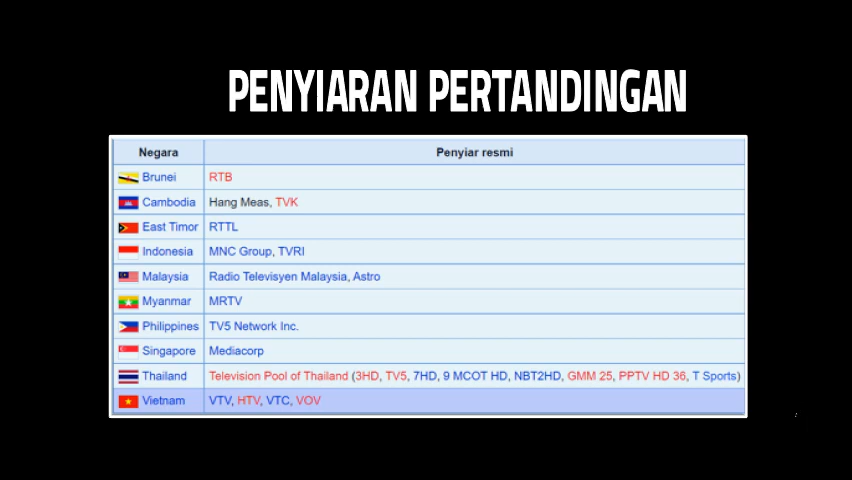 PENYIARAN PERTANDINGAN
Negara Penyiar resmi
Brunei RTB
Cambodia Hang Meas, TVK
East Timor RTTL
Indonesia MNC Group, TVRI
Malaysia Radio Televisyen Malaysia, Astro
Myanmar MRTV
Philippines TV5 Network Inc.
Singapore Mediacorp
Thailand Television Pool of Thailand (3HD, TV5, 7HD, 9 MCOT HD, NBT2HD, GMM 25, PPTV HD 36, T Sports)
Vietnam VTV, HTV, VTC, VOV